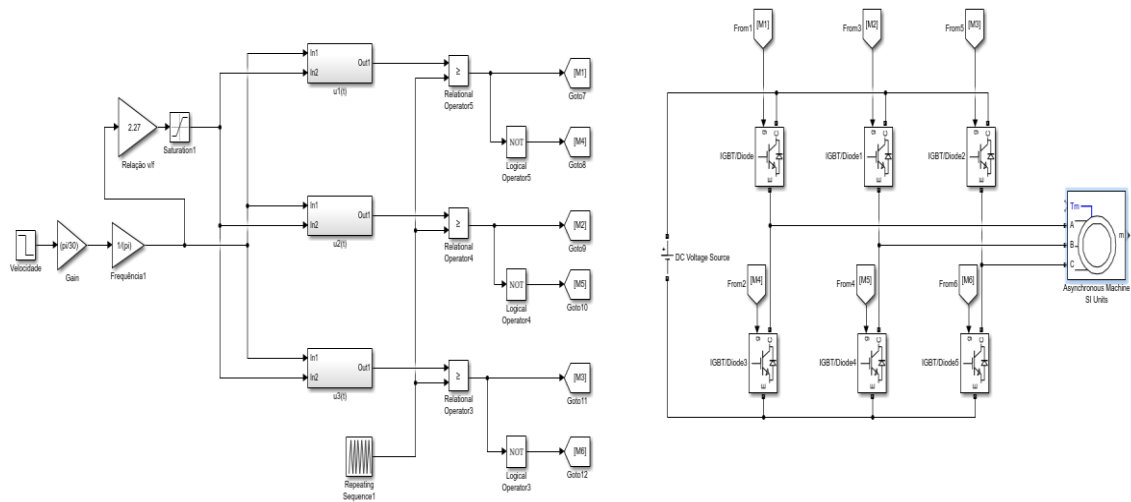 In1
In2
Out1
u1(t)
≥
Relational
Operator5
[M1]
Goto7
NOT
Logical
Operator5
[M4]
Goto8
2.27
Relação v/f
Saturation1
In1
In2
Out1
u2(t)
≥
Relational
Operator4
[M2]
Goto9
NOT
Logical
Operator4
[M5]
Goto10
Velocidade
(pi/30)
Gain
1/(pi)
Frequência1
In1
In2
Out1
u3(t)
≥
Relational
Operator3
[M3]
Goto11
NOT
Logical
Operator3
[M6]
Goto12
Repeating
Sequence1
From1
[M1]
From3
[M2]
From5
[M3]
g
C
E
IGBT/Diode
g
C
E
IGBT/Diode1
g
C
E
IGBT/Diode2
+
DC Voltage Source
From2
[M4]
From4
[M5]
From6
[M6]
g
C
E
IGBT/Diode3
g
C
E
IGBT/Diode4
g
C
E
IGBT/Diode5
Tm
A
B
C
m
Asynchronous Machine
SI Units